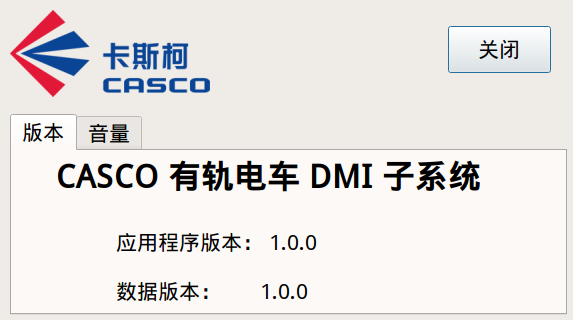 卡斯柯
CASCO
关闭
版本 音量
CASCO 有轨电车 DMI 子系统
应用程序版本： 1.0.0
数据版本： 1.0.0